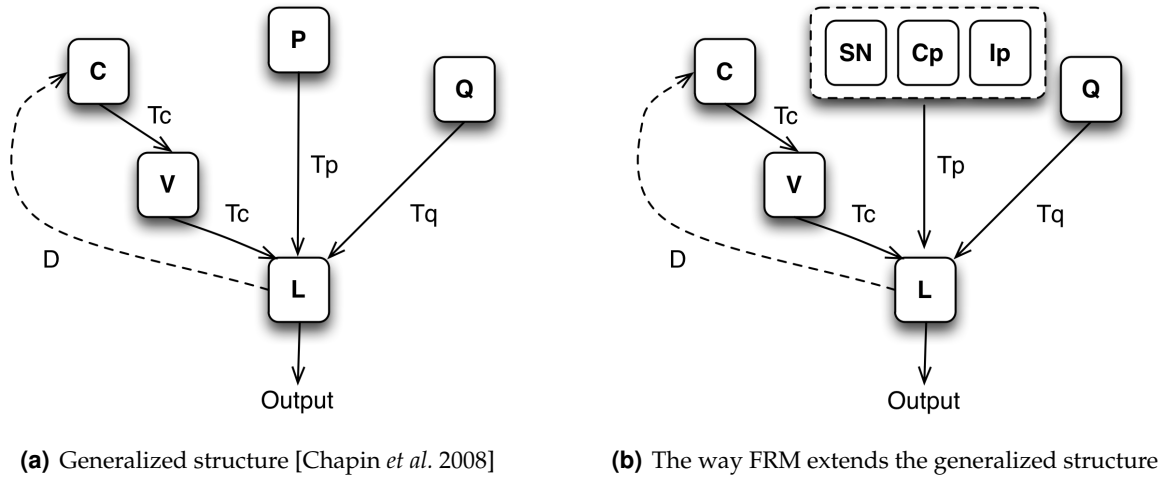 P
C
Q
Tc
V
Tp
Tc
Tq
D
L
Output
(a) Generalized structure [Chapin et al. 2008]
SN Cp Ip
C
Q
Tc
V
Tp
Tc
Tq
D
L
Output
(b) The way FRM extends the generalized structure